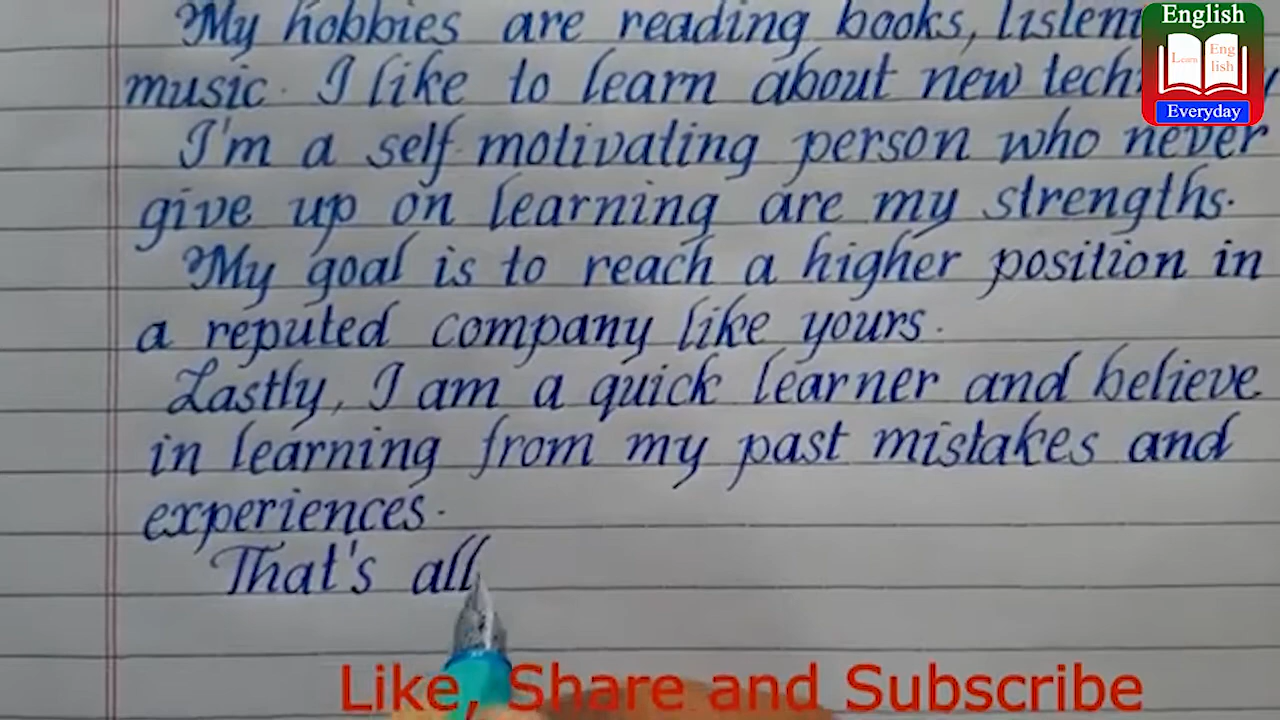 My hobbies are reading books, listen
music. I like to learn about new tech
I'm a self motivating person who never
give up on learning are my strengths.
My goal is to reach a higher position in
a reputed company like yours.
Lastly, I am a quick learner and believe
in learning from my past mistakes and
experiences.
That's all
English
Learn
Eng
lish
Everyday
Like, Share and Subscribe